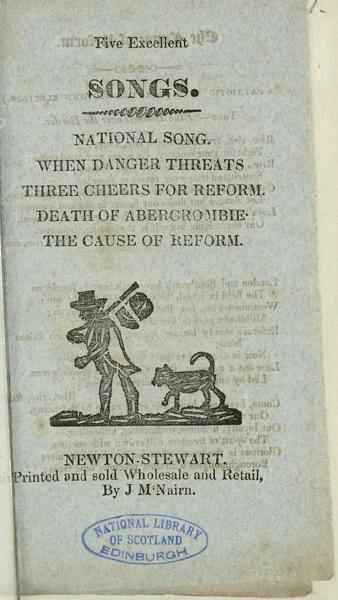 Five Excellent
SONGS.
NATIONAL SONG.
WHEN DANGER THREATS
THREE CHEERS FOR REFORM.
DEATH OF ABERCROMBIE.
THE CAUSE OF REFORM.
NEWTON-STEWART.
Printed and sold Wholesale and Retail,
By J M'Nairn.
NATIONAL LIBRARY
OF SCOTLAND
EDINBURGH